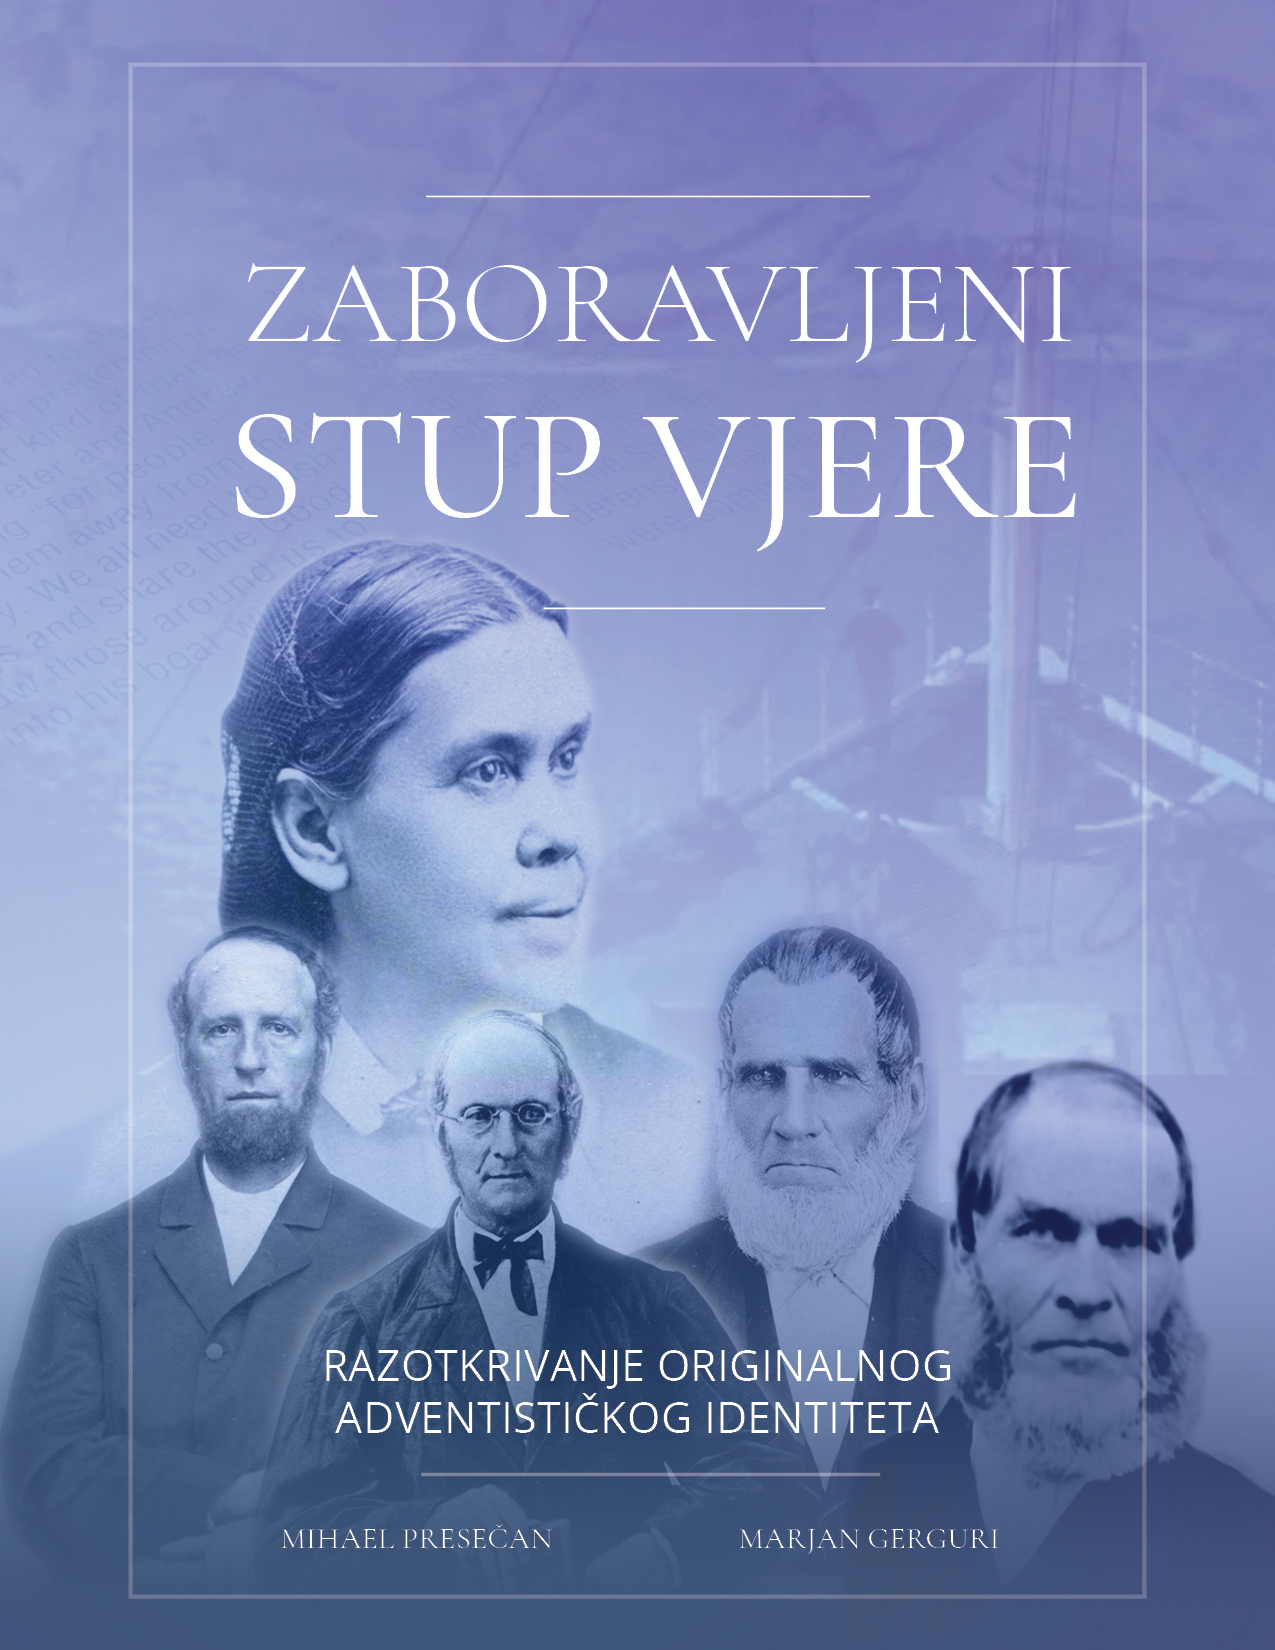 ZABORAVLJENI
STUP VJERE
RAZOTKRIVANJE ORIGINALNOG
ADVENTISTIČKOG IDENTITETA
MIHAEL PRESEČAN
MARJAN GERGURI